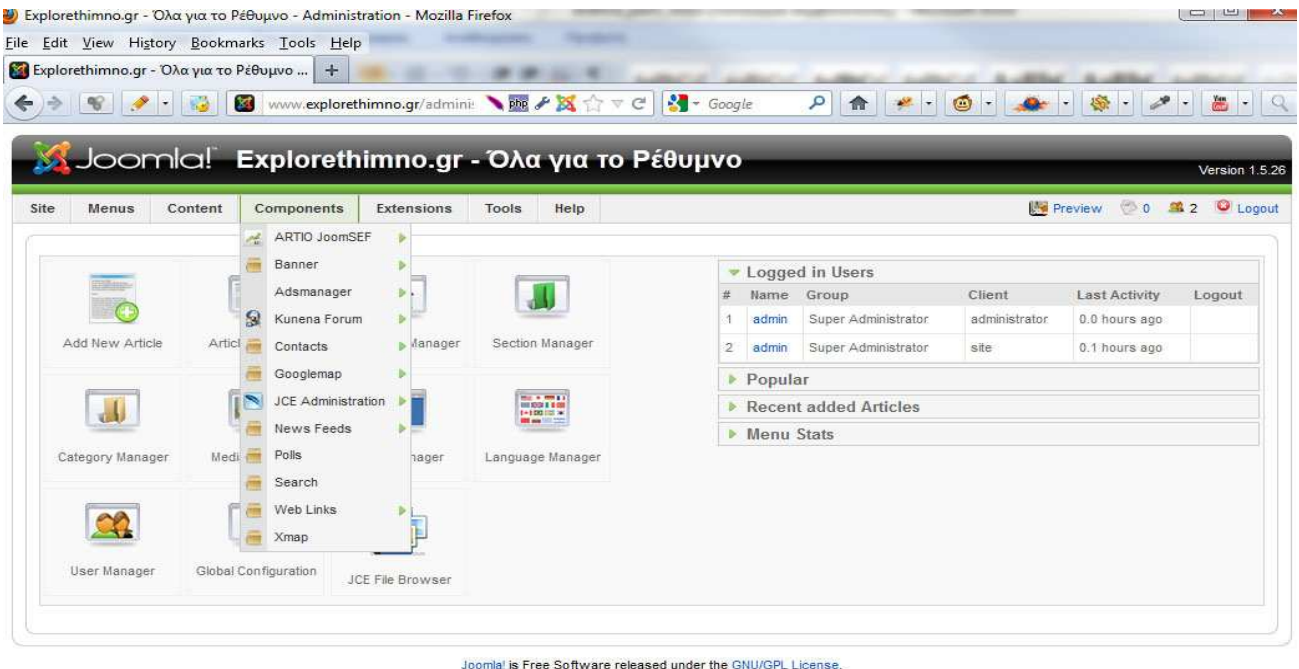 Explorethimno.gr - Όλα για το Ρέθυμνο - Administration - Mozilla Firefox
File Edit View History Bookmarks Tools Help
Explorethimno.gr - Όλα για το Ρέθυμνο ... +
www.explorethimno.gr/admini php Google
Joomla! Explorethimno.gr - Όλα για το Ρέθυμνο
Version 1.5.26
Site Menus Content Components Extensions Tools Help Preview 0 2 Logout
ARTIO JoomSEF
Banner
Adsmanager
Kunena Forum
Contacts
Googlemap
JCE Administration
News Feeds
Polls
Search
Web Links
Xmap
Add New Article Manager Section Manager
Category Manager Language Manager
User Manager Global Configuration JCE File Browser
Logged in Users
# Name Group Client Last Activity Logout
1 admin Super Administrator administrator 0.0 hours ago
2 admin Super Administrator site 0.1 hours ago
Popular
Recent added Articles
Menu Stats
Joomla! is Free Software released under the GNU/GPL License.